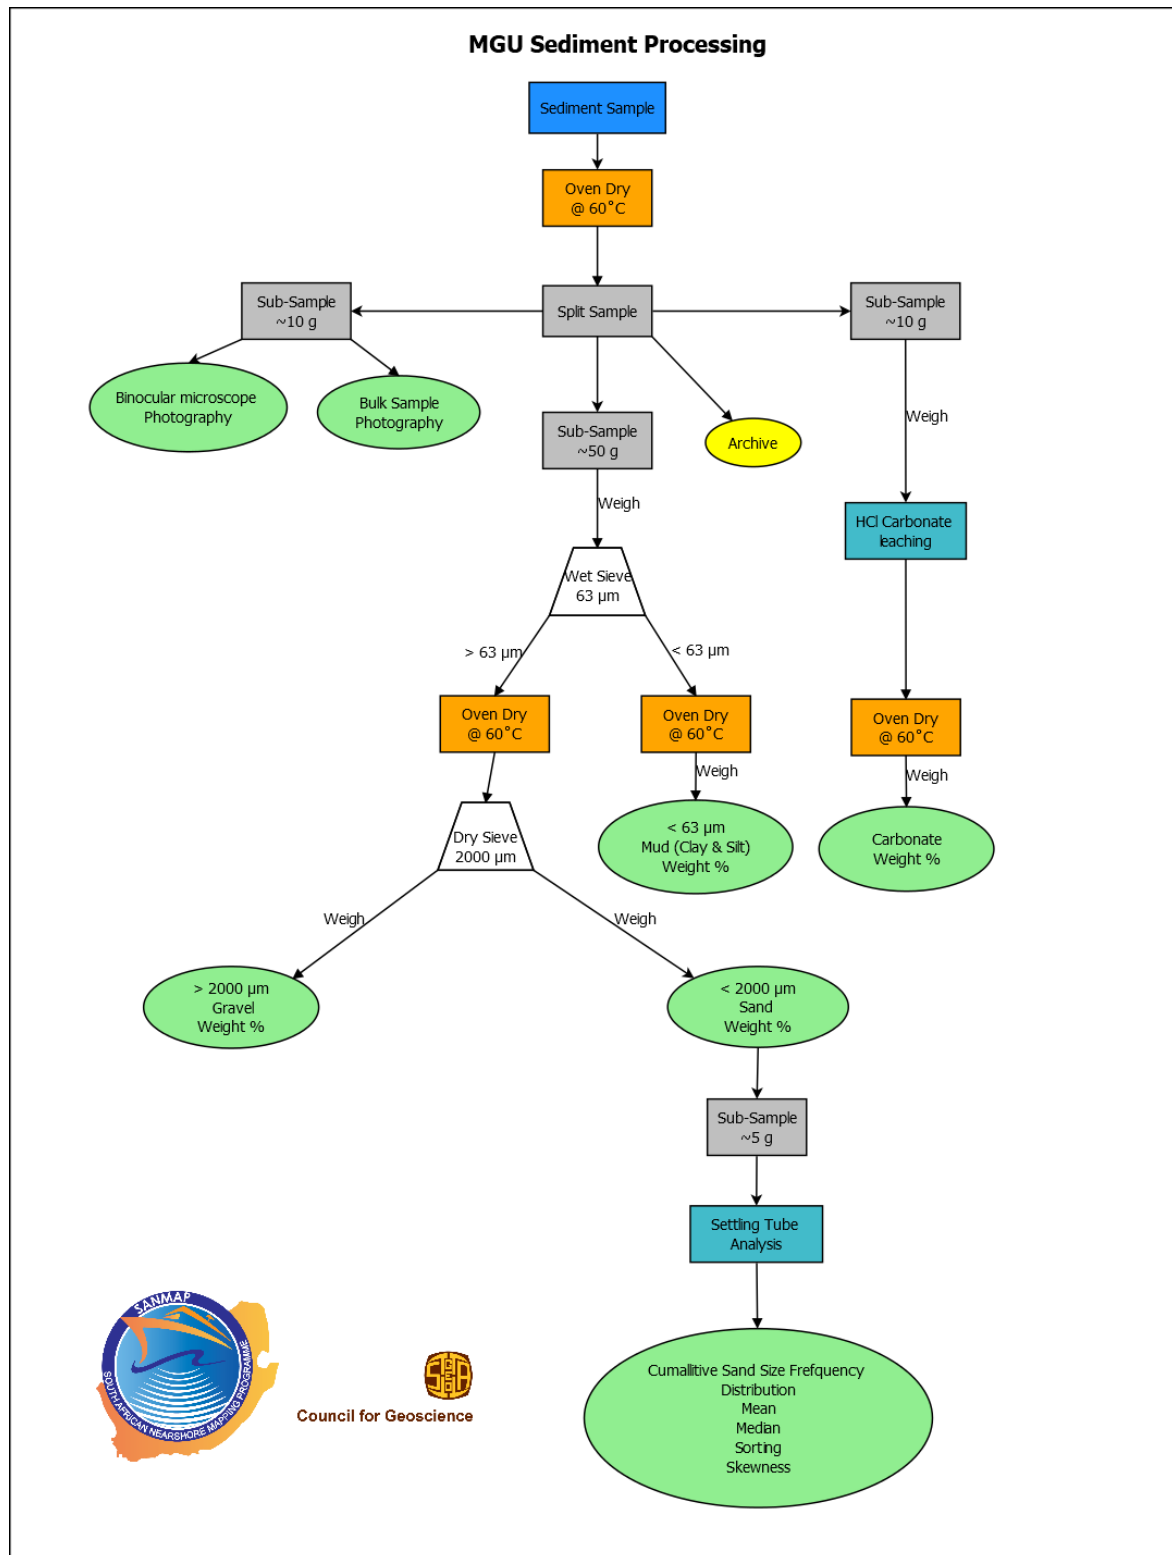 MGU Sediment Processing
Sediment Sample
Oven Dry
@ 60°C
Sub-Sample
~10 g
Split Sample
Sub-Sample
~10 g
Binocular microscope
Photography
Bulk Sample
Photography
Sub-Sample
~50 g
Archive
Weigh
Weigh
HCl Carbonate
leaching
Wet Sieve
63 µm
> 63 µm
< 63 µm
Oven Dry
@ 60°C
Oven Dry
@ 60°C
Oven Dry
@ 60°C
Weigh
Weigh
Dry Sieve
2000 µm
< 63 µm
Mud (Clay & Silt)
Weight %
Carbonate
Weight %
Weigh
Weigh
> 2000 µm
Gravel
Weight %
< 2000 µm
Sand
Weight %
Sub-Sample
~5 g
Settling Tube
Analysis
SANMAP
SOUTH AFRICAN NEARSHORE MAPPING PROGRAMME
Council for Geoscience
Cumallitive Sand Size Frefquency
Distribution
Mean
Median
Sorting
Skewness